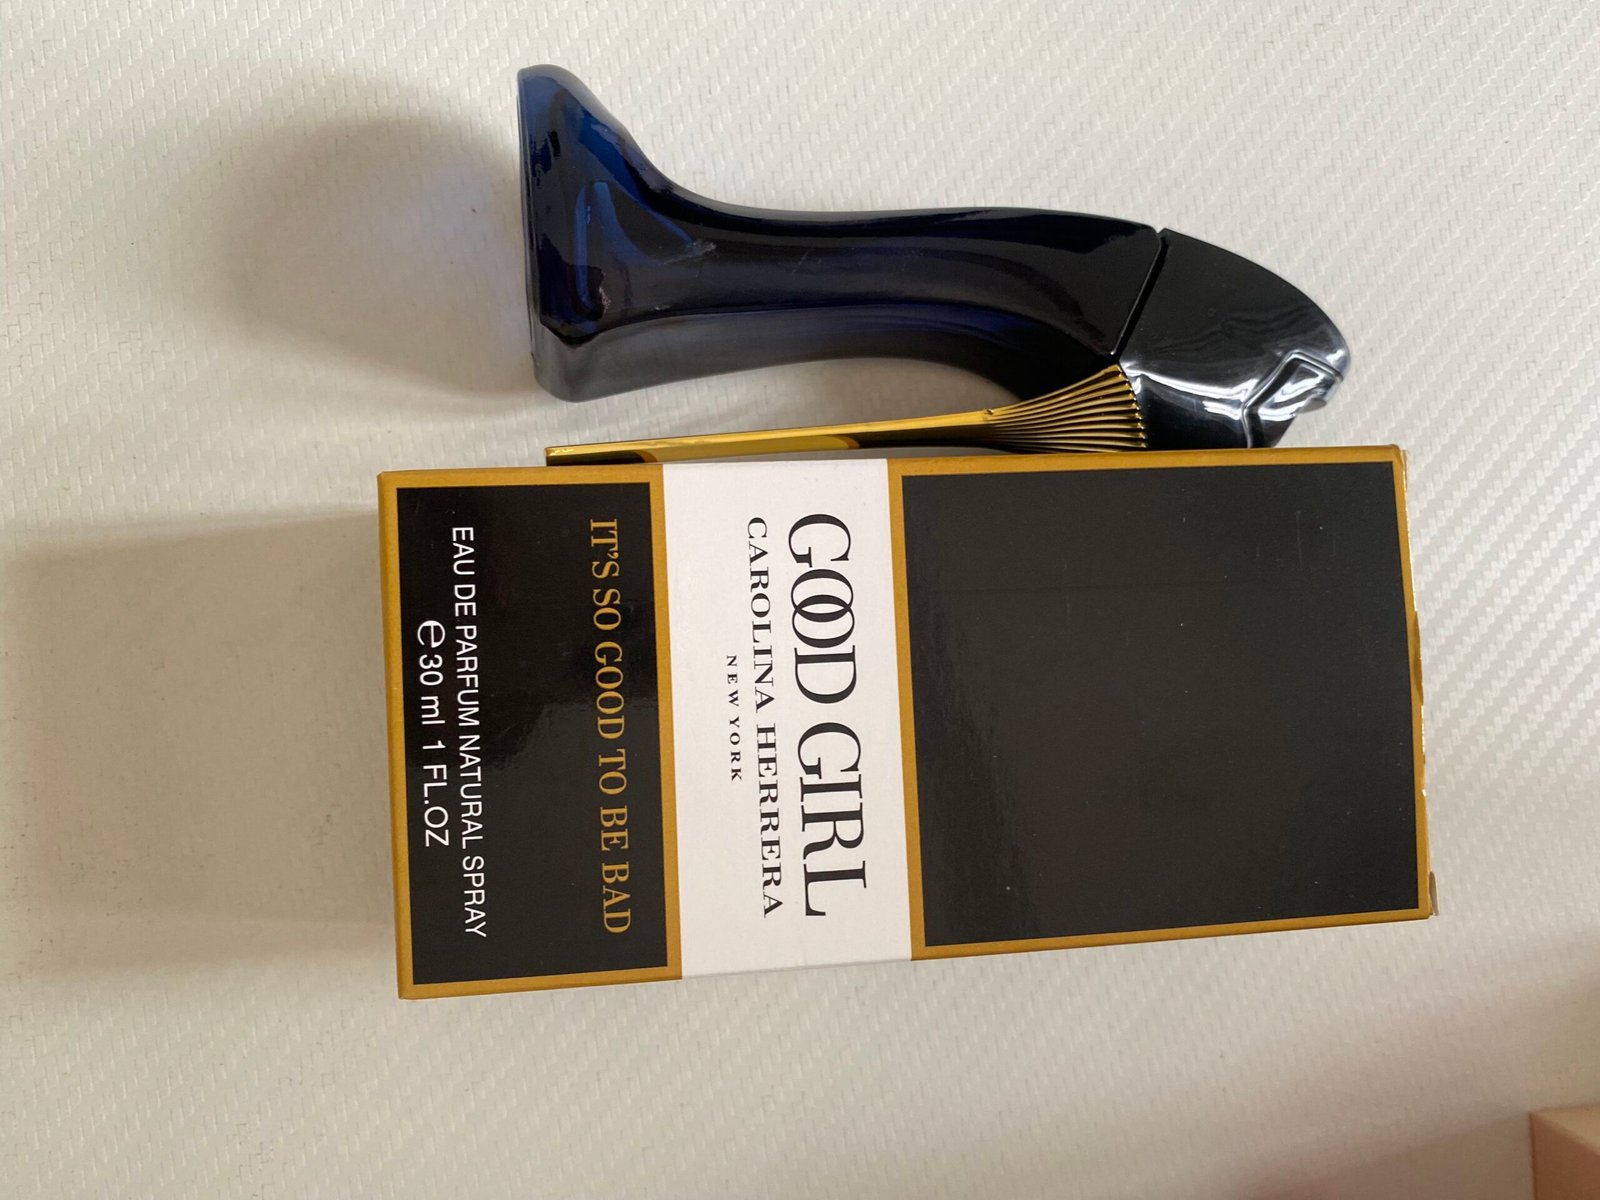 GOOD GIRL
CAROLINA HERRERA
NEW YORK
IT'S SO GOOD TO BE BAD
EAU DE PARFUM NATURAL SPRAY
℮ 30 ml 1 FL.OZ